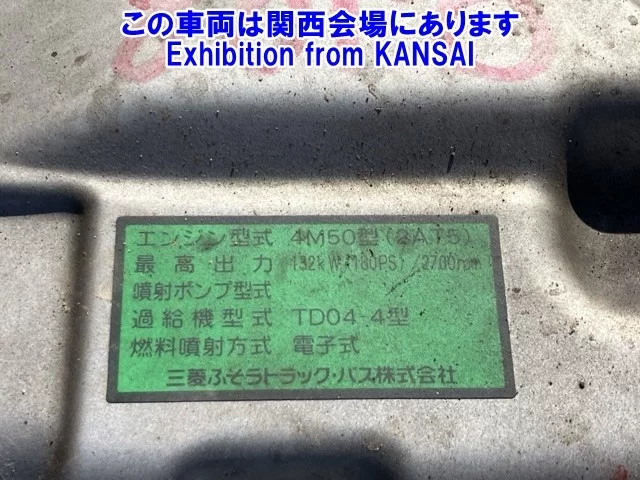 この車両は関西会場にあります
Exhibition from KANSAI
エンジン型式 4M50型(2AT5)
最高出力 132kW(180PS)/2700rpm
噴射ポンプ型式
過給機型式 TD04-4型
燃料噴射方式 電子式
三菱ふそうトラック・バス株式会社